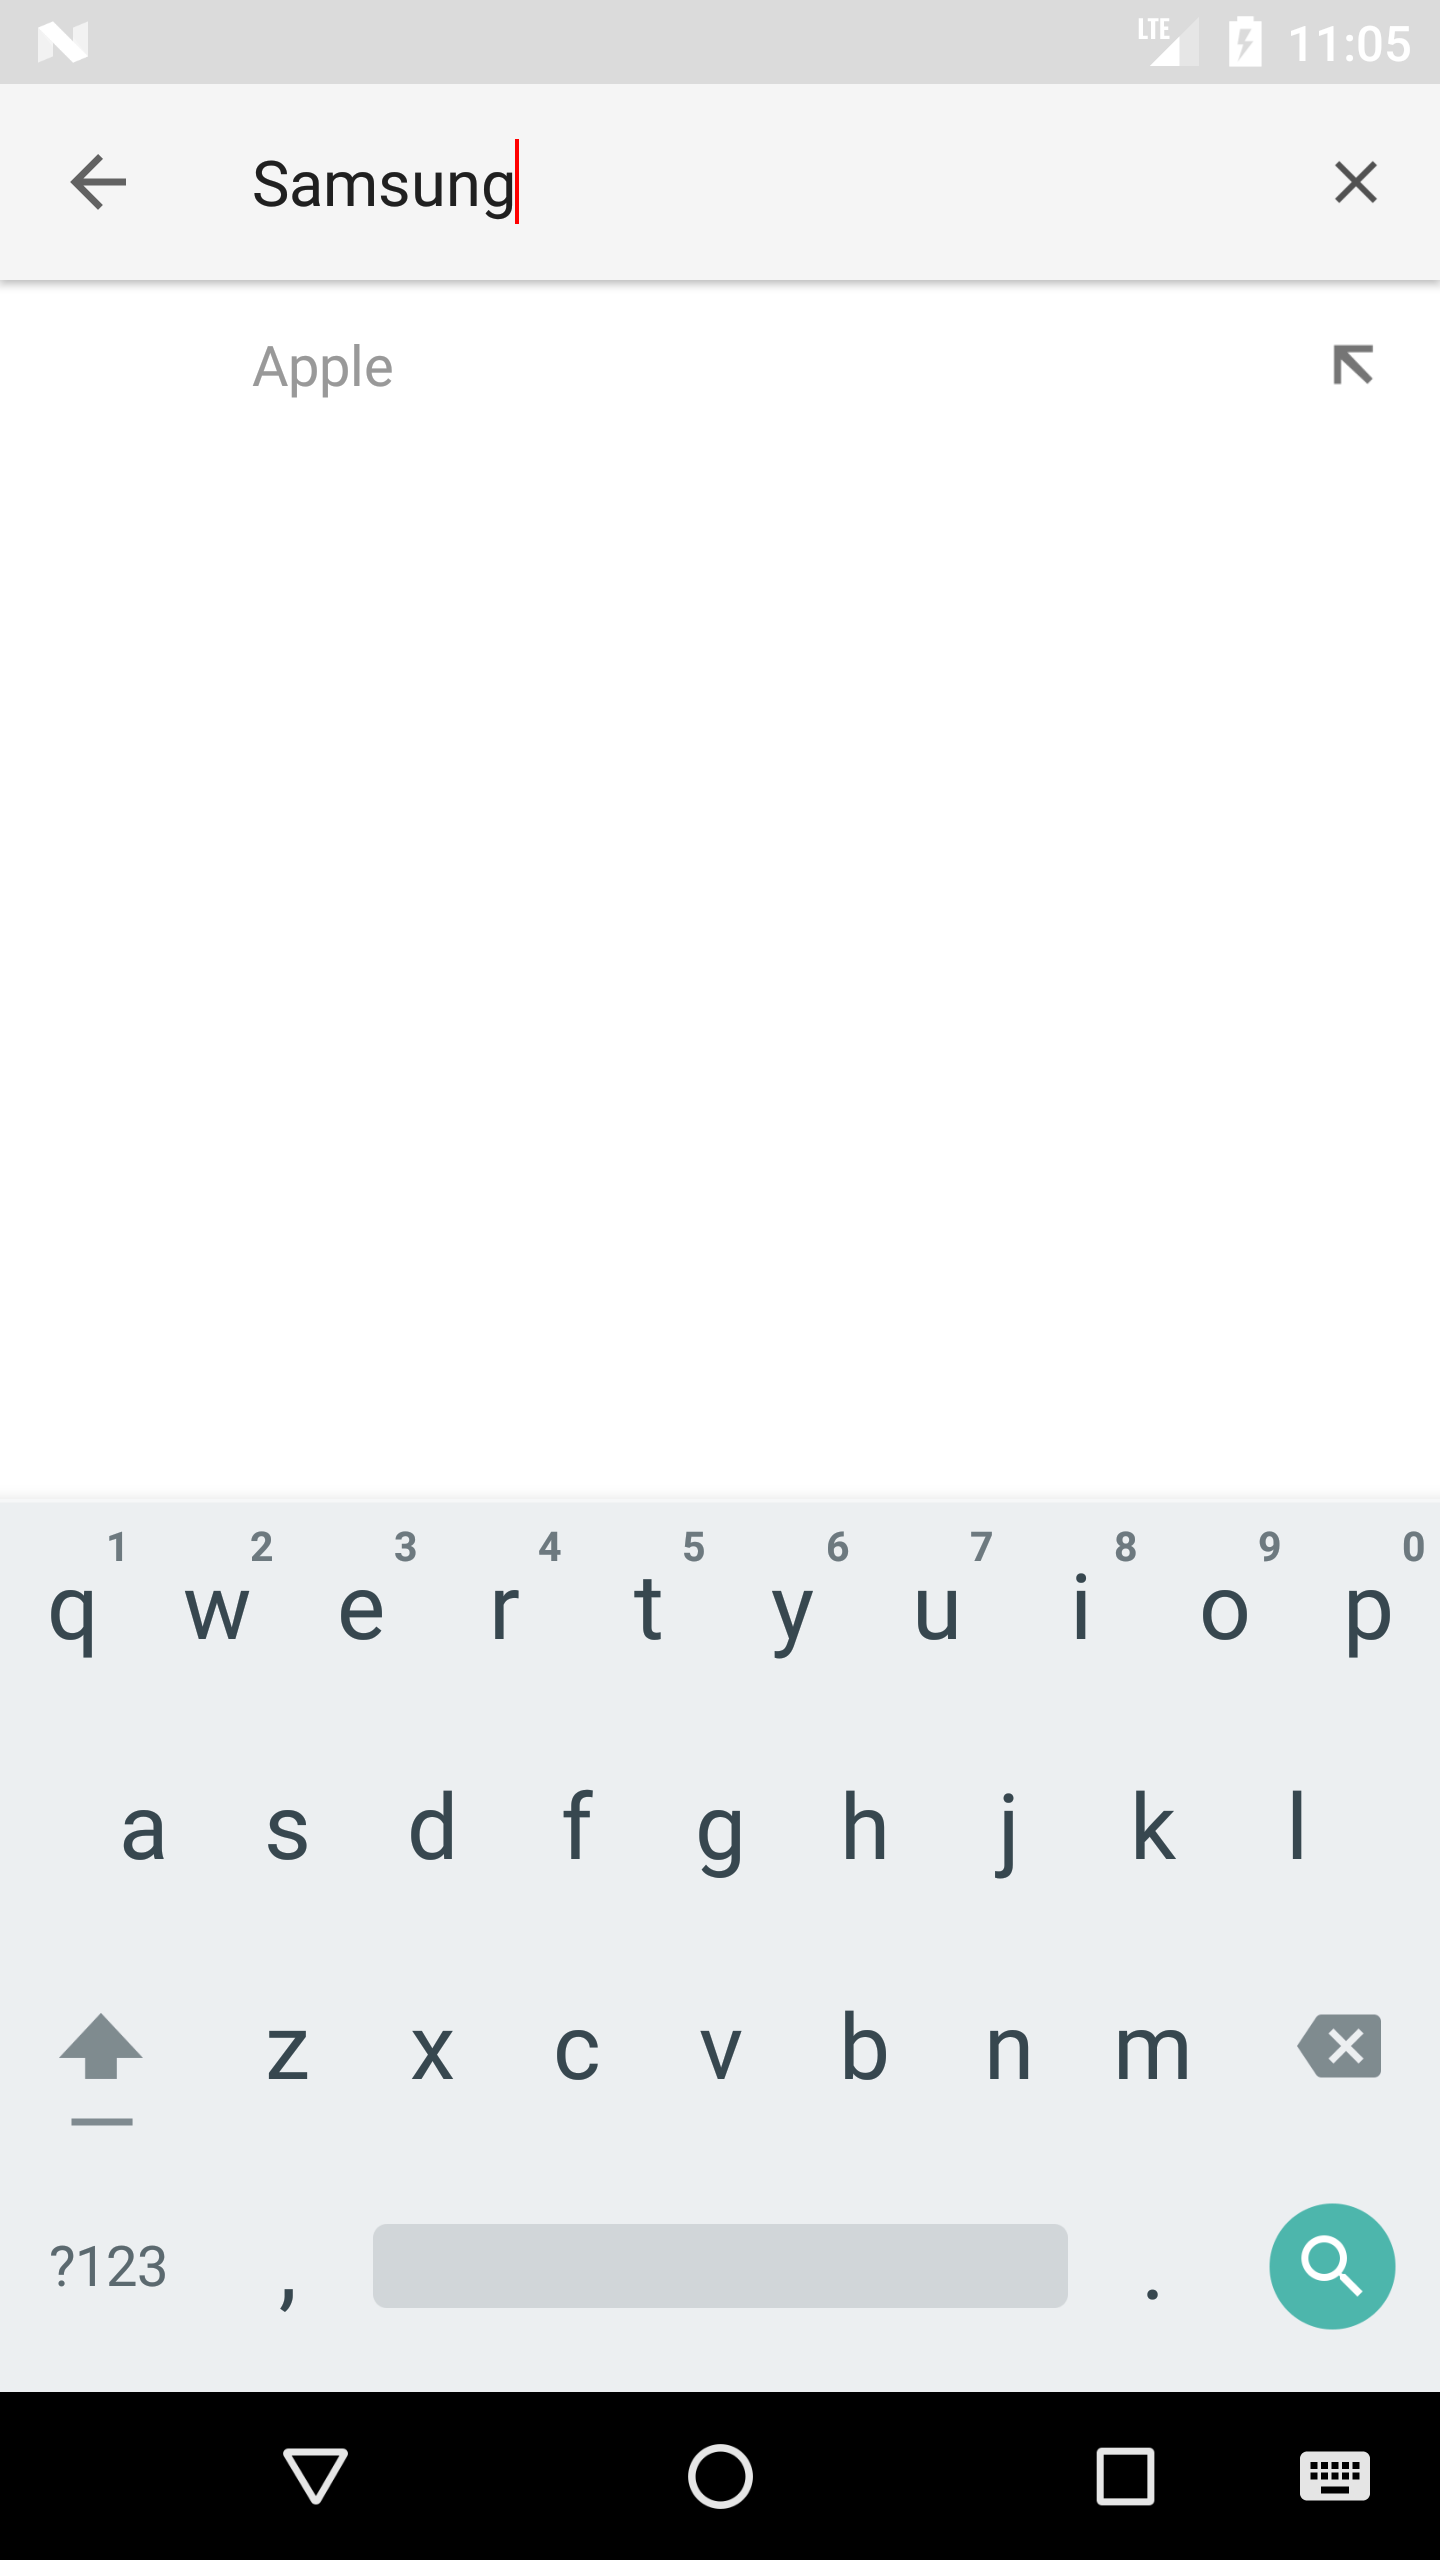 LTE 11:05
Samsung
Apple
1 2 3 4 5 6 7 8 9 0
q w e r t y u i o p
a s d f g h j k l
z x c v b n m
?123 , .